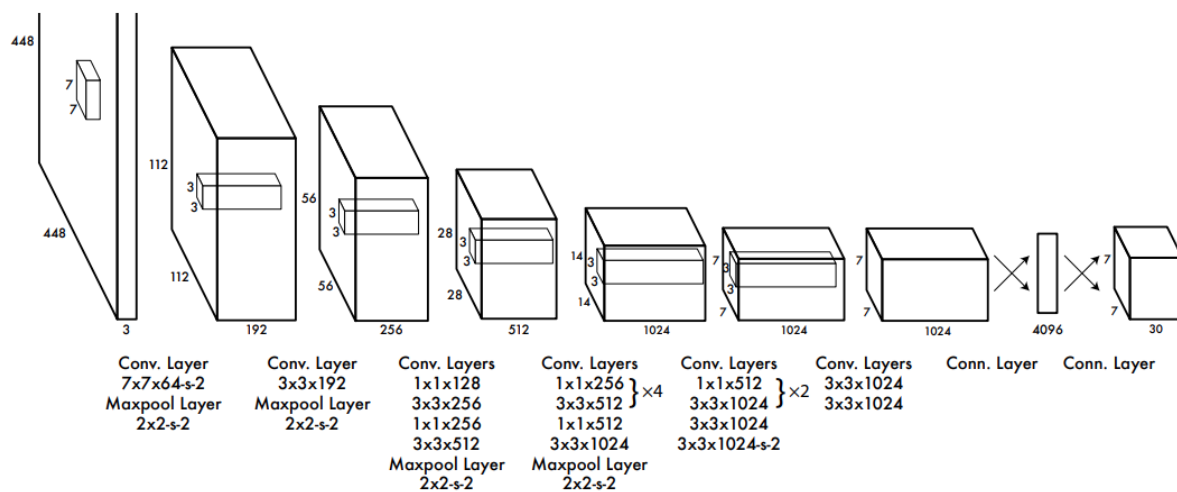 448
7
7
448
3
112
3
3
112
192
56
3
3
56
256
28
3
3
28
512
14
3
3
14
1024
7
3
3
7
1024
7
7
1024
4096
7
7
30
Conv. Layer
7x7x64-s-2
Maxpool Layer
2x2-s-2
Conv. Layer
3x3x192
Maxpool Layer
2x2-s-2
Conv. Layers
1x1x128
3x3x256
1x1x256
3x3x512
Maxpool Layer
2x2-s-2
Conv. Layers
1x1x256
3x3x512
}×4
1x1x512
3x3x1024
Maxpool Layer
2x2-s-2
Conv. Layers
1x1x512
3x3x1024
}×2
3x3x1024
3x3x1024-s-2
Conv. Layers
3x3x1024
3x3x1024
Conn. Layer
Conn. Layer